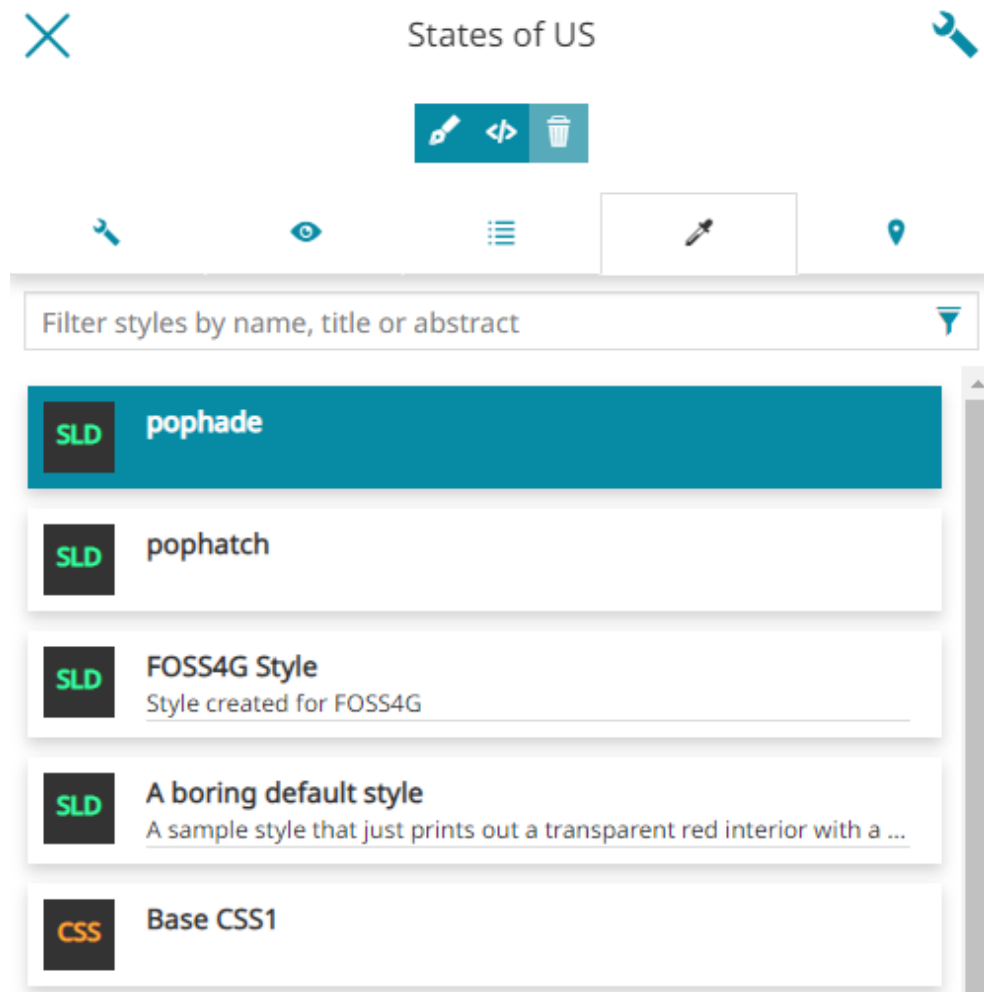 States of US
</>
Filter styles by name, title or abstract
SLD
pophade
SLD
pophatch
SLD
FOSS4G Style
Style created for FOSS4G
SLD
A boring default style
A sample style that just prints out a transparent red interior with a ...
CSS
Base CSS1